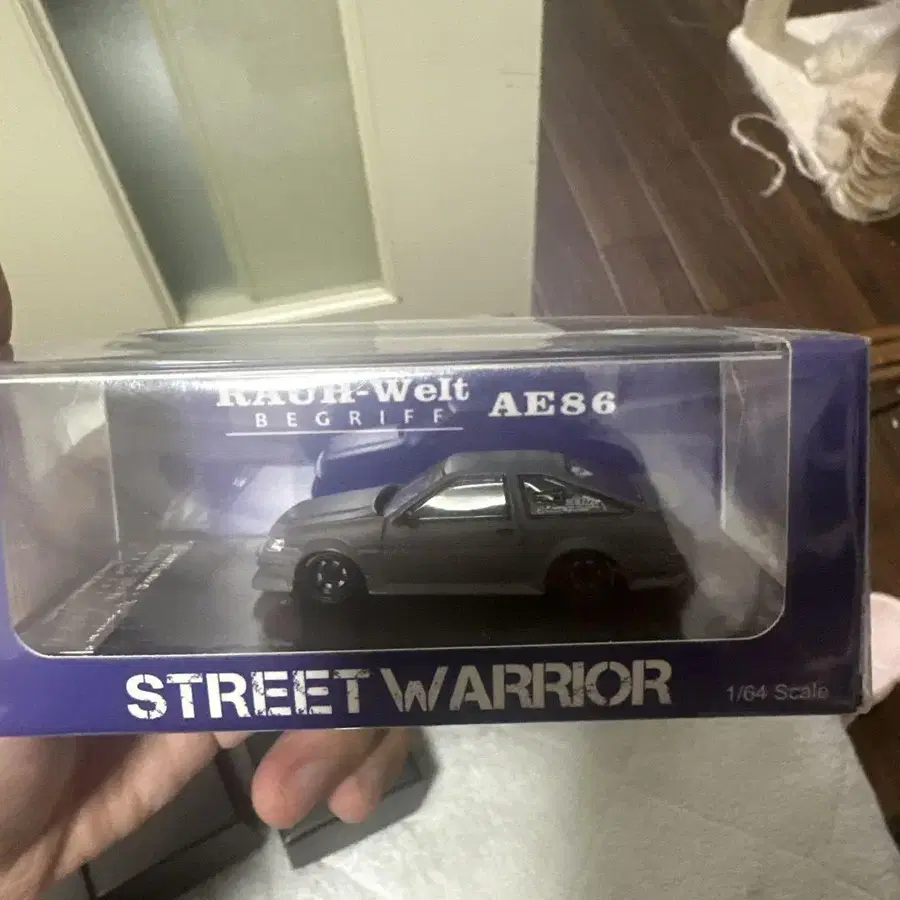 RAUH-Welt
BEGRIFF
AE86
STREET WARRIOR
1/64 Scale